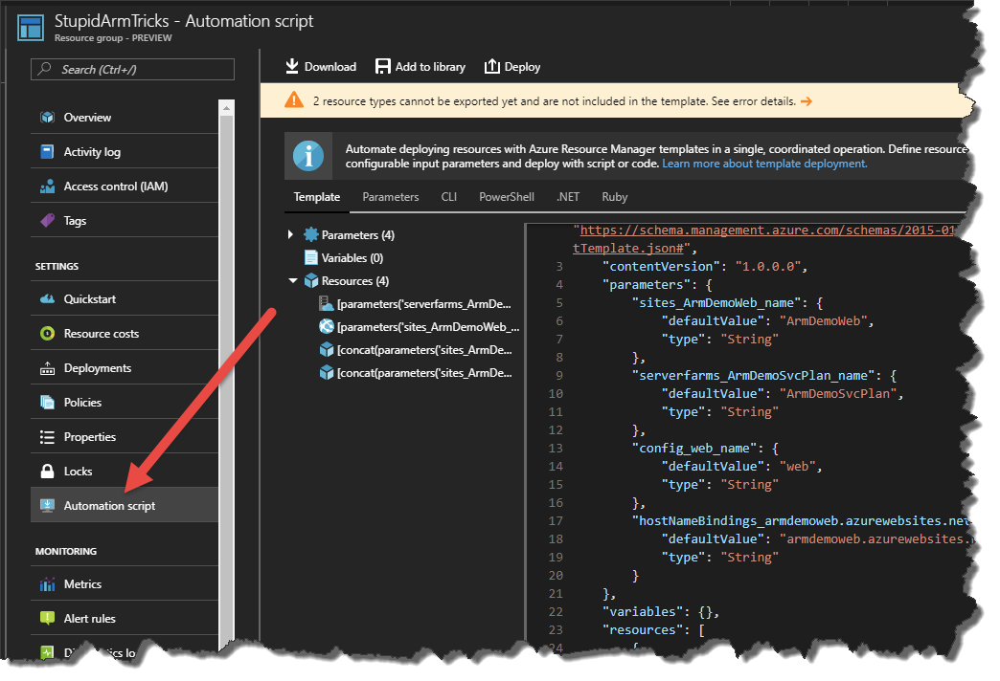 StupidArmTricks - Automation script
Resource group - PREVIEW
Search (Ctrl+/)
Overview
Activity log
Access control (IAM)
Tags
SETTINGS
Quickstart
Resource costs
Deployments
Policies
Properties
Locks
Automation script
MONITORING
Metrics
Alert rules
Download
Add to library
Deploy
2 resource types cannot be exported yet and are not included in the template. See error details. →
Automate deploying resources with Azure Resource Manager templates in a single, coordinated operation. Define resource
configurable input parameters and deploy with script or code. Learn more about template deployment.
Template
Parameters
CLI
PowerShell
.NET
Ruby
Parameters (4)
Variables (0)
Resources (4)
[parameters('serverfarms_ArmDe...
[parameters('sites_ArmDemoWeb_...
[concat(parameters('sites_ArmDe...
[concat(parameters('sites_ArmDe...
"https://schema.management.azure.com/schemas/2015-01
tTemplate.json#",
3 "contentVersion": "1.0.0.0",
4 "parameters": {
5 "sites_ArmDemoWeb_name": {
6 "defaultValue": "ArmDemoWeb",
7 "type": "String"
8 },
9 "serverfarms_ArmDemoSvcPlan_name": {
10 "defaultValue": "ArmDemoSvcPlan",
11 "type": "String"
12 },
13 "config_web_name": {
14 "defaultValue": "web",
15 "type": "String"
16 },
17 "hostNameBindings_armdemoweb.azurewebsites.net
18 "defaultValue": "armdemoweb.azurewebsites.
19 "type": "String"
20 }
21 },
22 "variables": {},
23 "resources": [
24 {